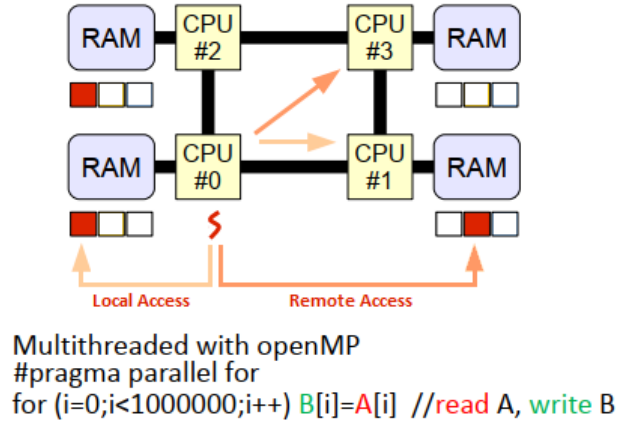 RAM CPU #2 CPU #3 RAM
RAM CPU #0 CPU #1 RAM
Local Access Remote Access
Multithreaded with openMP
#pragma parallel for
for (i=0;i<1000000;i++) B[i]=A[i] //read A, write B